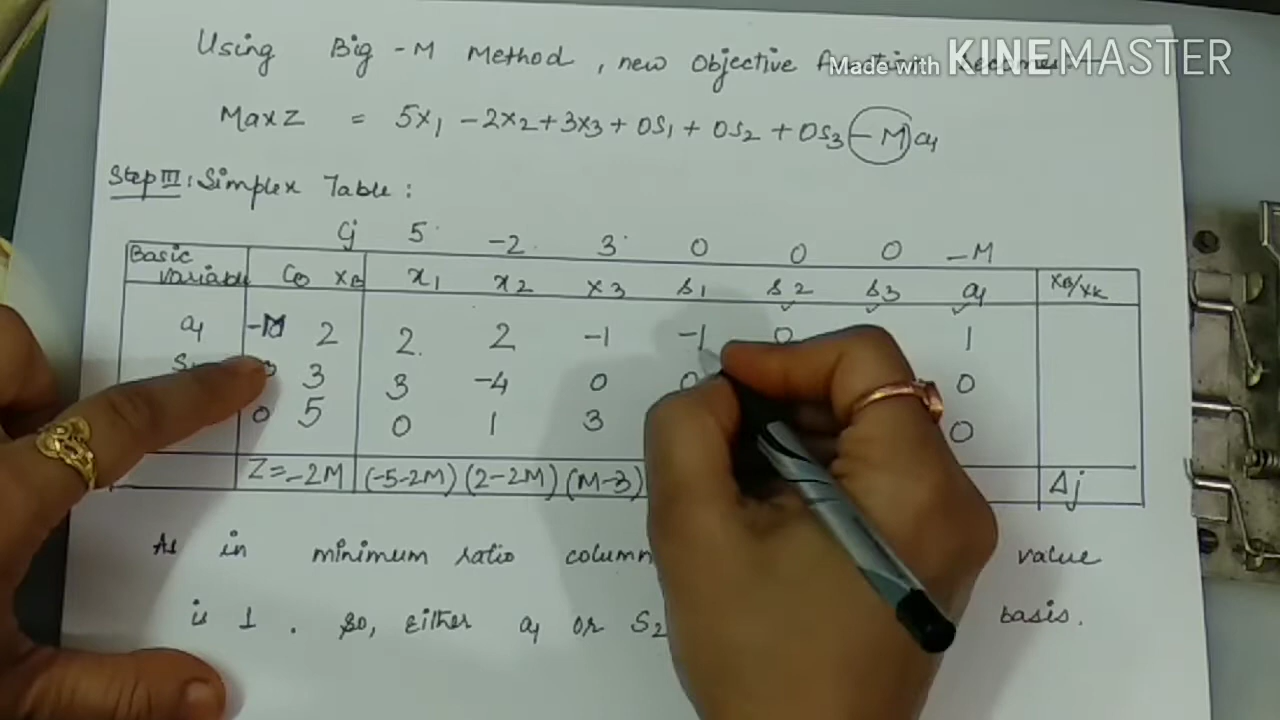 Using Big-M Method, new Objective
Made with KINEMASTER
Max Z = 5x1 - 2x2 + 3x3 + 0s1 + 0s2 + 0s3 - M a1
Step III: Simplex Table:
Cj 5 -2 3 0 0 0 -M
Basic variable CB XB x1 x2 x3 s1 s2 s3 a1 XB/XK
a1 -M 2 2 2 -1 -1 0 1
0 3 3 -4 0 0 0
0 5 0 1 3 0
Z=-2M (-5-2M) (2-2M) (M-3) Δj
As in minimum ratio column value
is 1. So, either a1 or S2 basis.